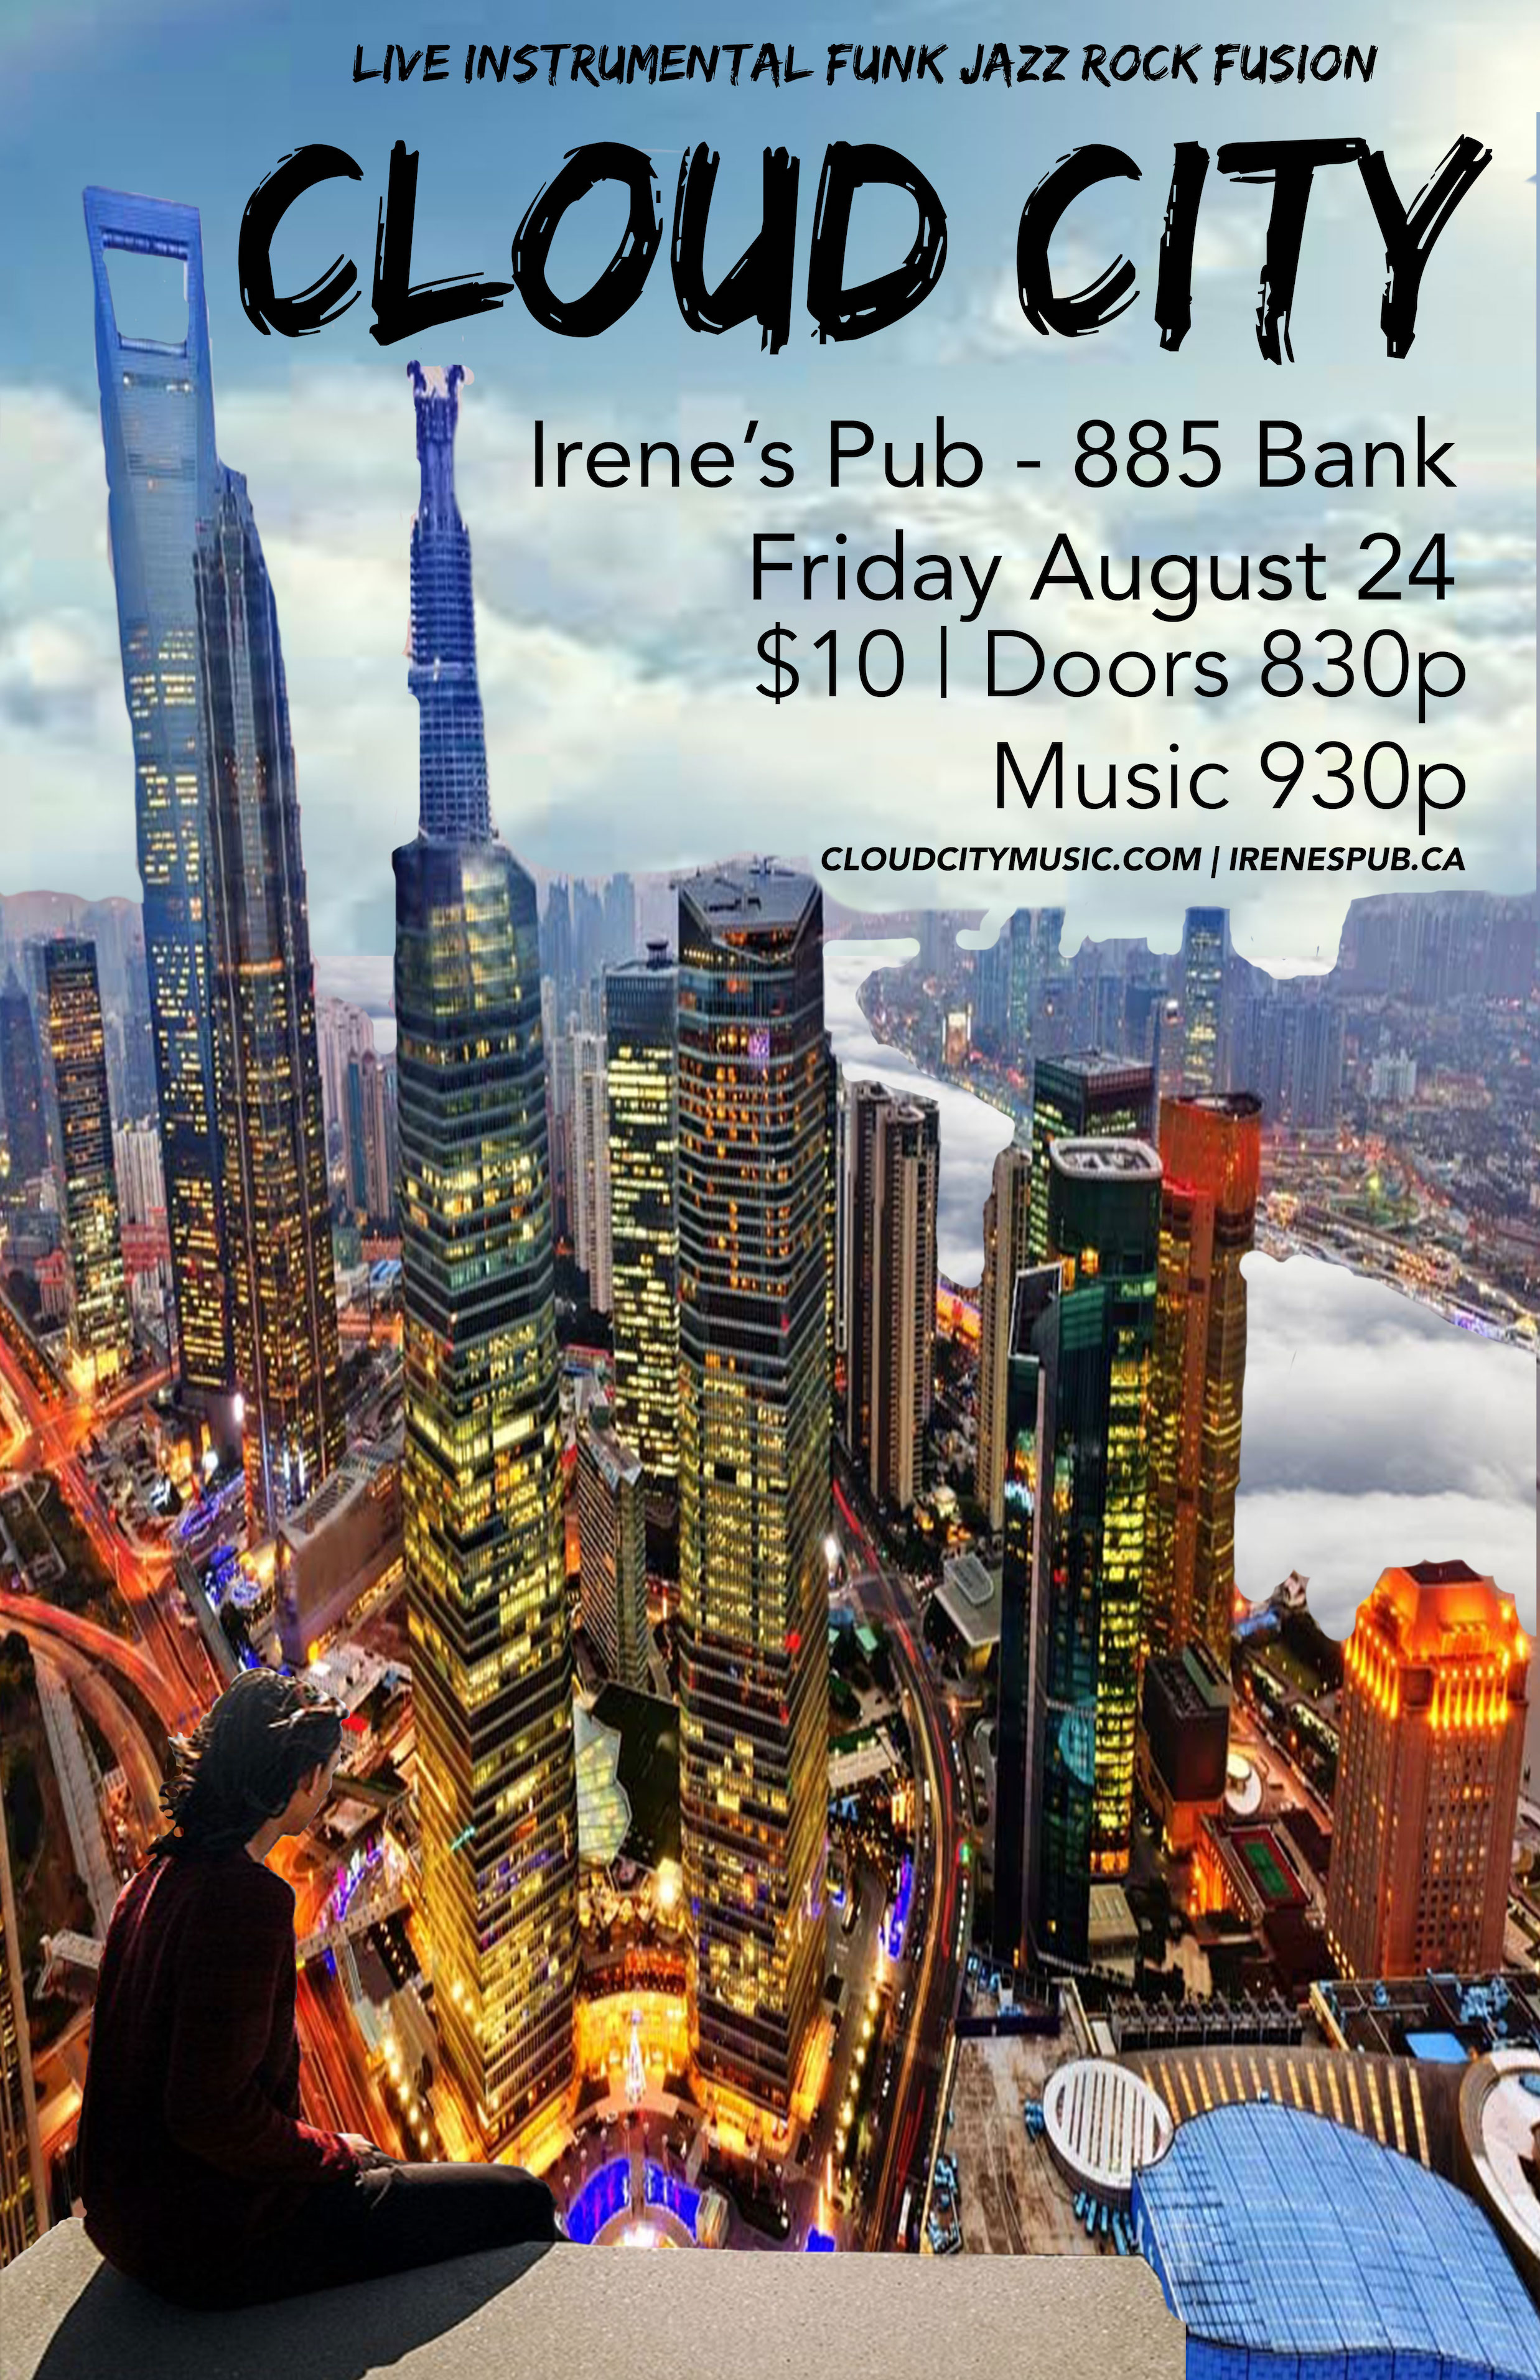 LIVE INSTRUMENTAL FUNK JAZZ ROCK FUSION
CLOUD CITY
Irene's Pub - 885 Bank
Friday August 24
$10 | Doors 830p
Music 930p
CLOUDCITYMUSIC.COM | IRENESPUB.CA